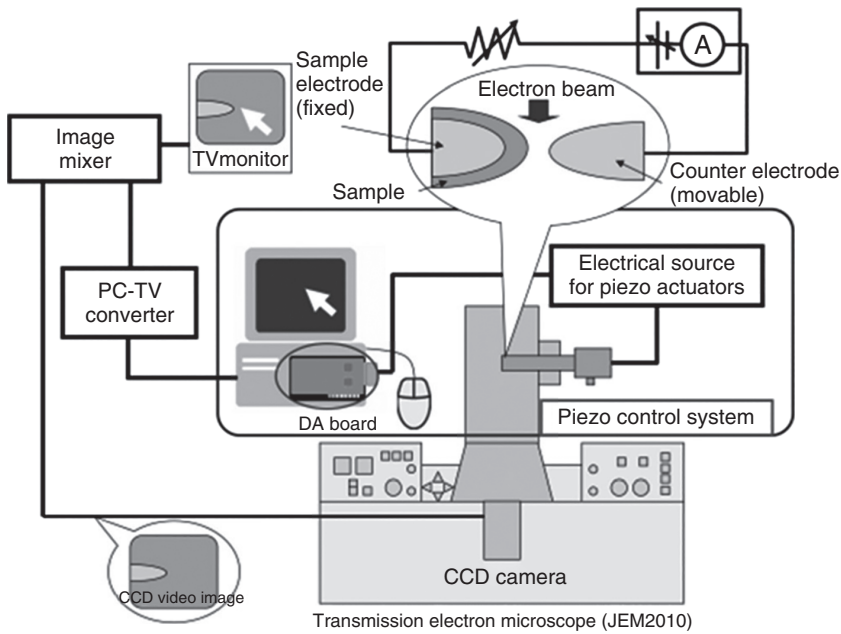 Sample
electrode
(fixed)
A
Electron beam
Image
mixer
TVmonitor
Sample
Counter electrode
(movable)
PC-TV
converter
Electrical source
for piezo actuators
DA board
Piezo control system
CCD camera
CCD video image
Transmission electron microscope (JEM2010)